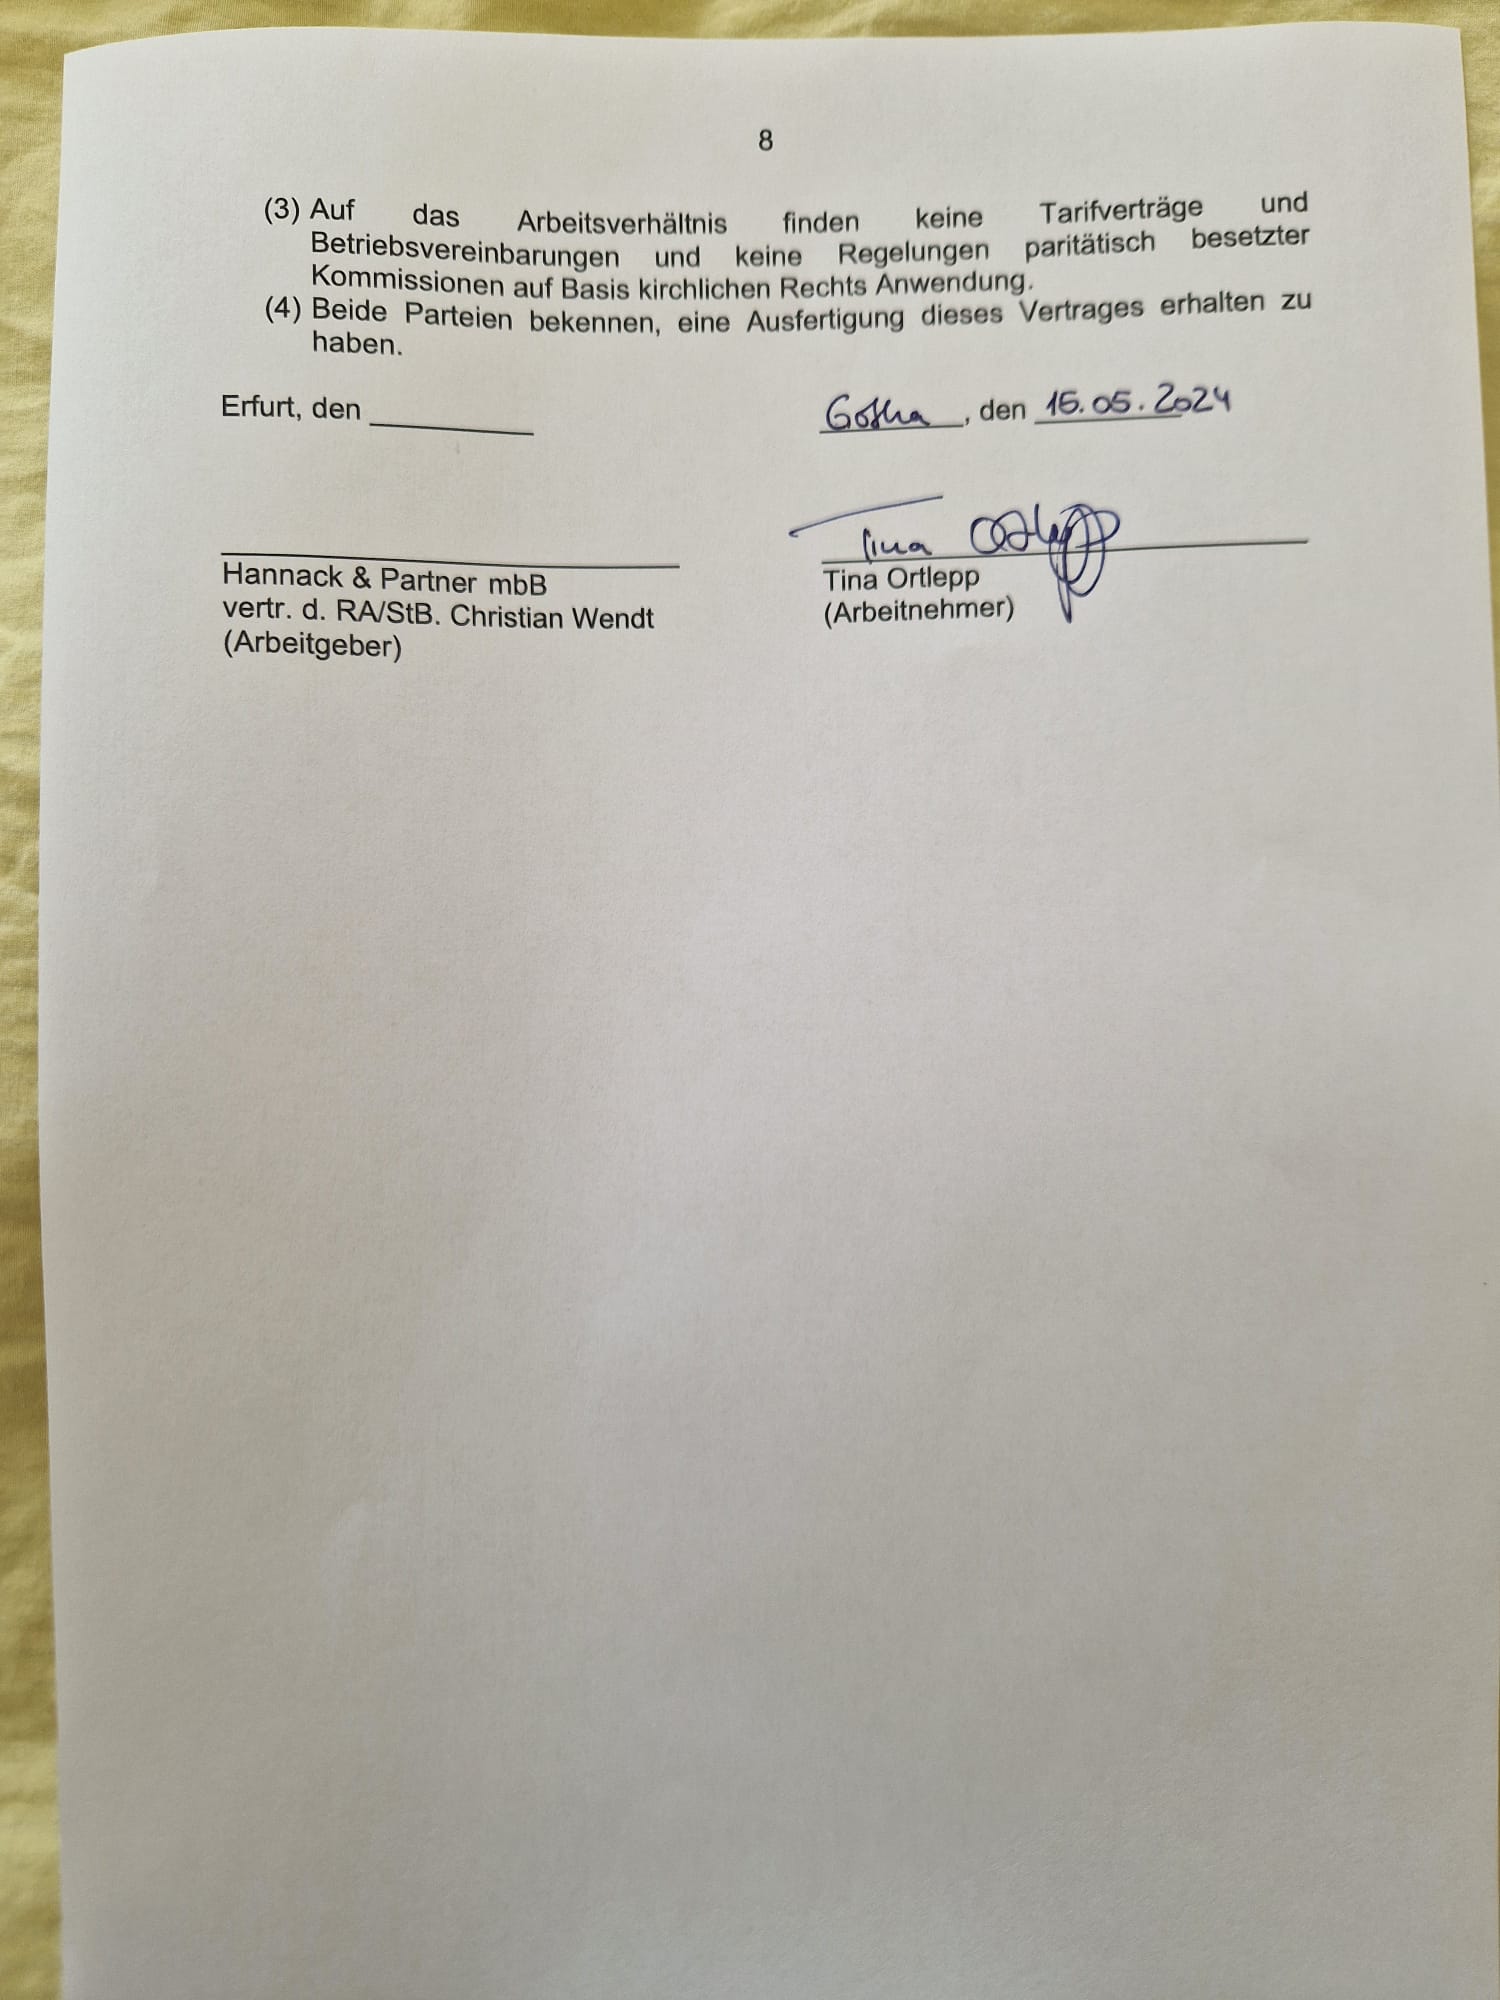 8
(3) Auf das Arbeitsverhältnis finden keine Tarifverträge und
Betriebsvereinbarungen und keine Regelungen paritätisch besetzter
Kommissionen auf Basis kirchlichen Rechts Anwendung.
(4) Beide Parteien bekennen, eine Ausfertigung dieses Vertrages erhalten zu
haben.
Erfurt, den __________ Gotha, den 15.05.2024
Tina Ortlepp
Hannack & Partner mbB Tina Ortlepp
vertr. d. RA/StB. Christian Wendt (Arbeitnehmer)
(Arbeitgeber)